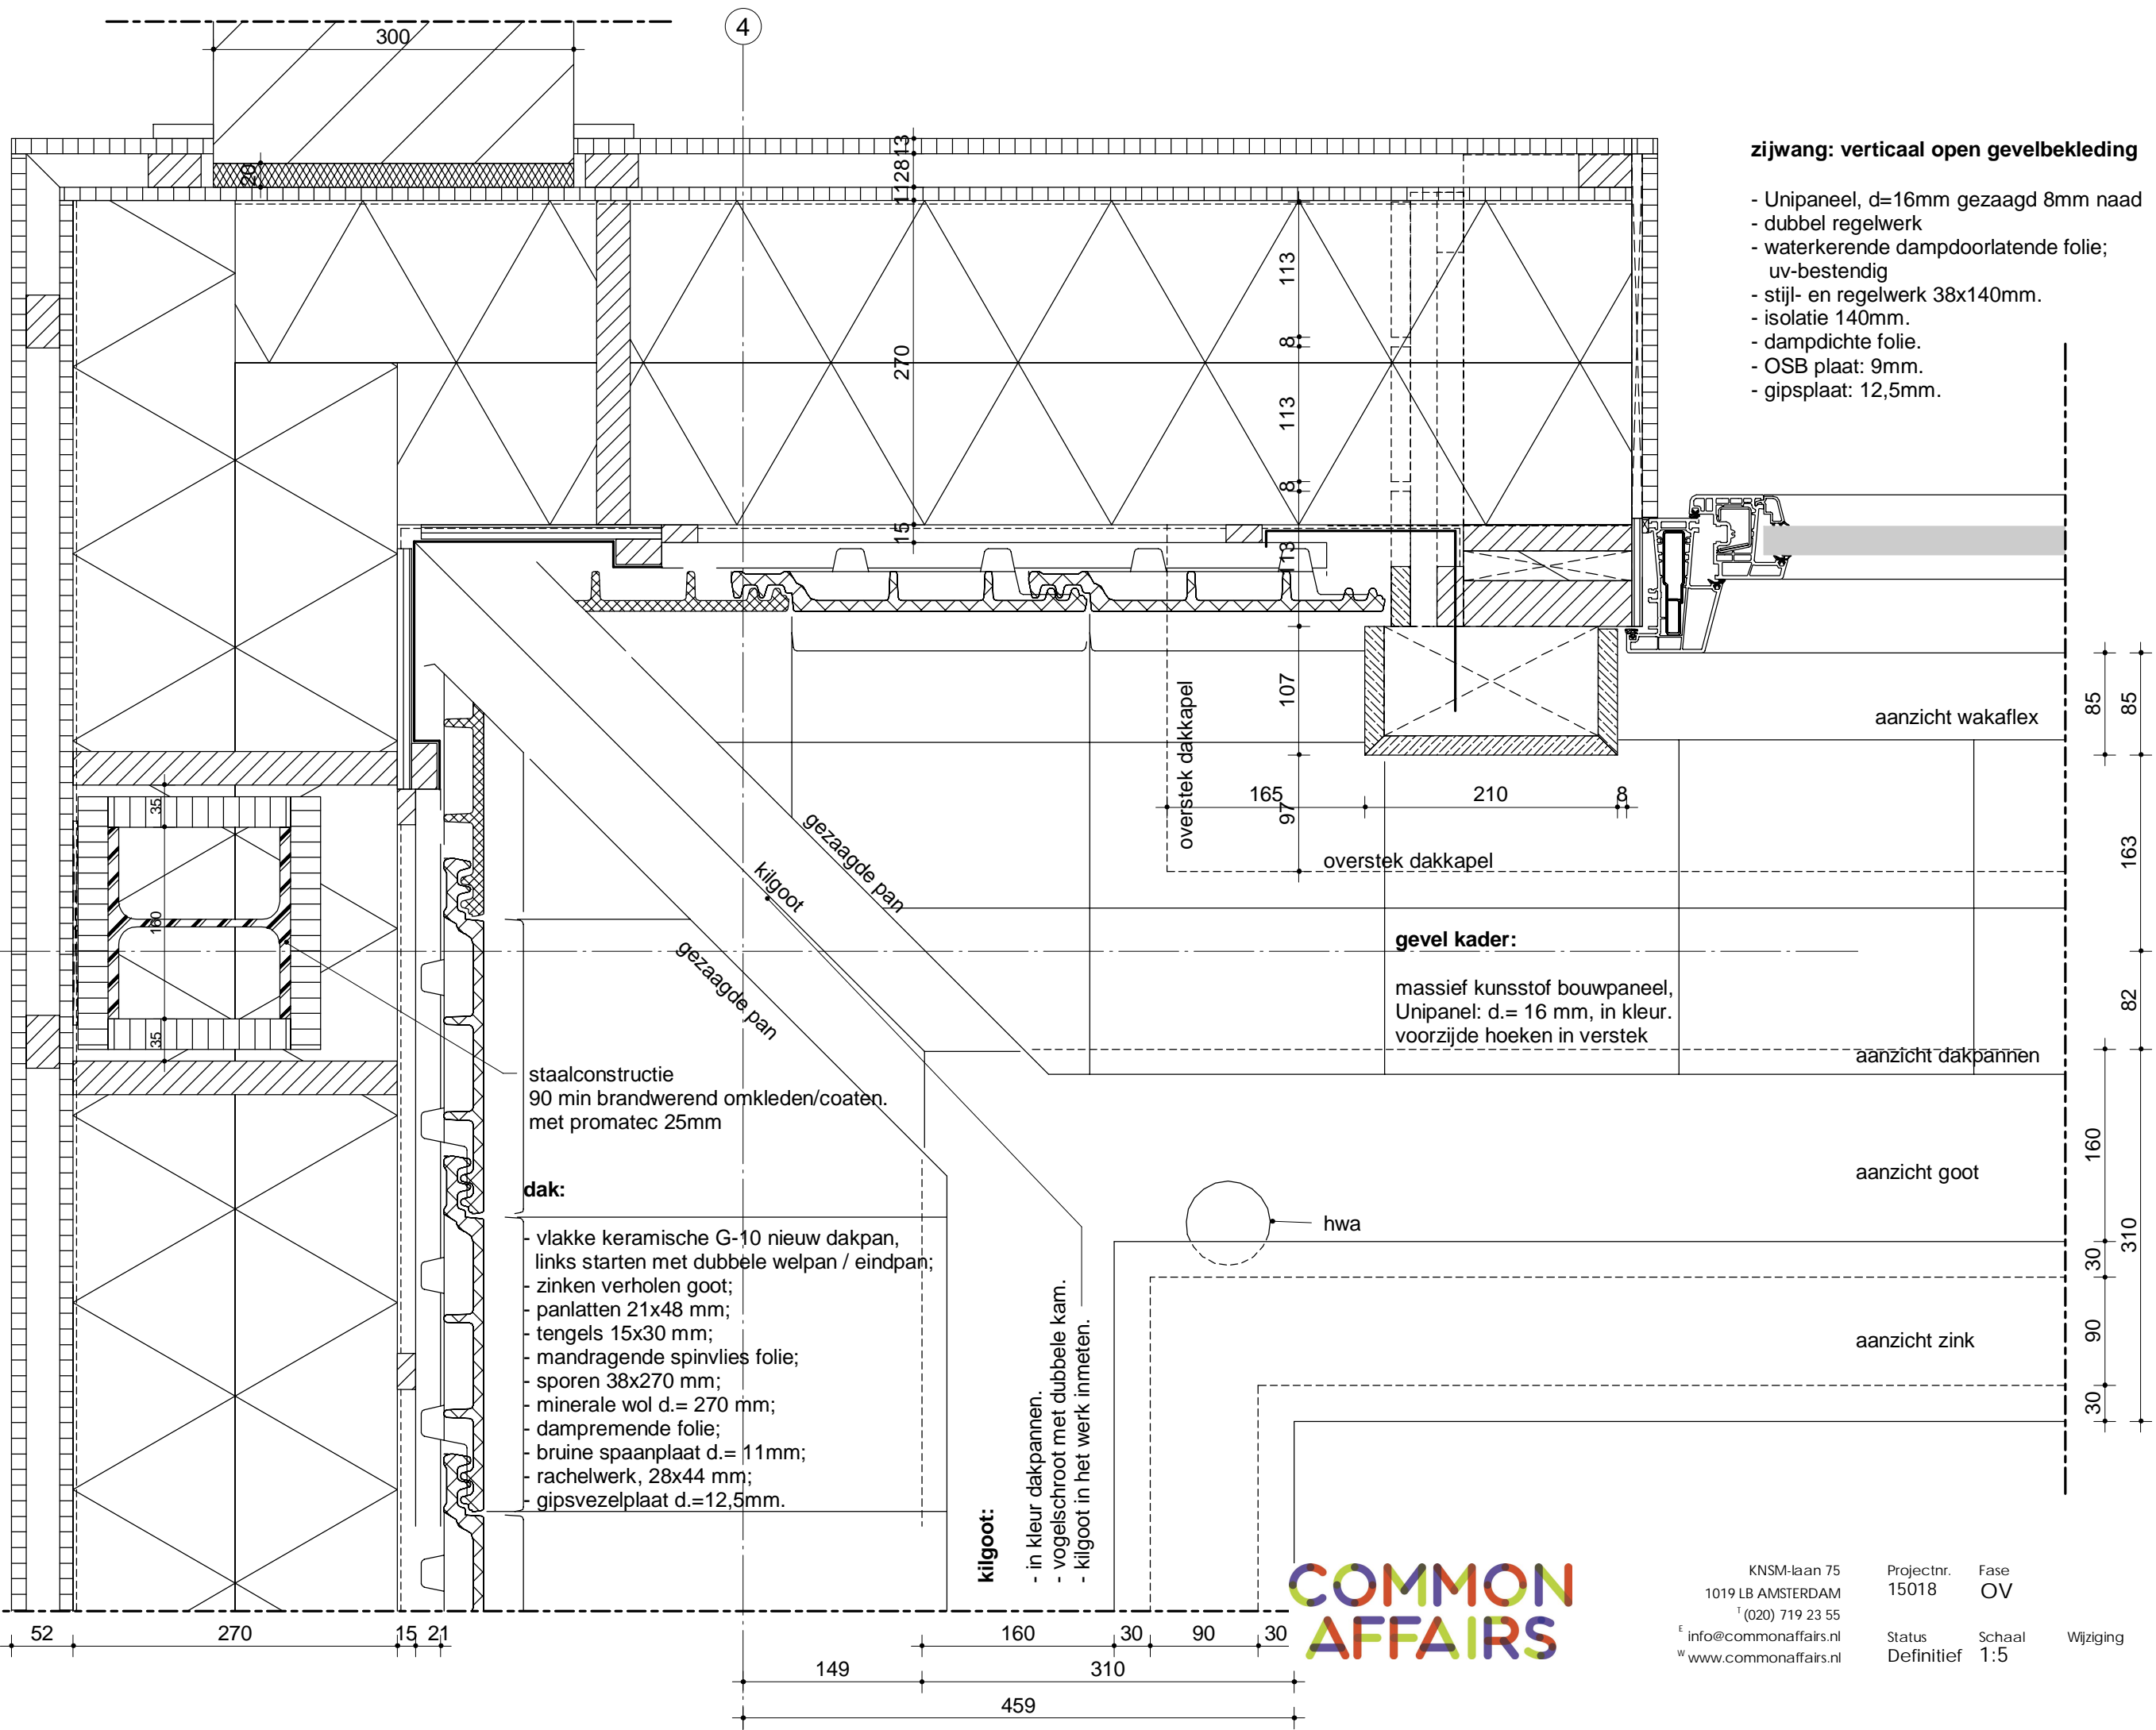 300
4
13
28
11
20
270
15
113
8
113
8
113
107
97
zijwang: verticaal open gevelbekleding
- Unipaneel, d=16mm gezaagd 8mm naad
- dubbel regelwerk
- waterkerende dampdoorlatende folie;
uv-bestendig
- stijl- en regelwerk 38x140mm.
- isolatie 140mm.
- dampdichte folie.
- OSB plaat: 9mm.
- gipsplaat: 12,5mm.
overstek dakkapel
165
210
8
overstek dakkapel
aanzicht wakaflex
85
85
163
82
gezaagde pan
kilgoot
gezaagde pan
gevel kader:
massief kunsstof bouwpaneel,
Unipanel: d.= 16 mm, in kleur.
voorzijde hoeken in verstek
aanzicht dakpannen
35
160
35
staalconstructie
90 min brandwerend omkleden/coaten.
met promatec 25mm
dak:
- vlakke keramische G-10 nieuw dakpan,
links starten met dubbele welpan / eindpan;
- zinken verholen goot;
- panlatten 21x48 mm;
- tengels 15x30 mm;
- mandragende spinvlies folie;
- sporen 38x270 mm;
- minerale wol d.= 270 mm;
- dampremende folie;
- bruine spaanplaat d.= 11mm;
- rachelwerk, 28x44 mm;
- gipsvezelplaat d.=12,5mm.
kilgoot:
- in kleur dakpannen.
- vogelschroot met dubbele kam.
- kilgoot in het werk inmeten.
hwa
aanzicht goot
aanzicht zink
160
30
90
30
310
52
270
15
21
160
30
90
30
149
310
459
COMMON
AFFAIRS
KNSM-laan 75
1019 LB AMSTERDAM
T (020) 719 23 55
E info@commonaffairs.nl
W www.commonaffairs.nl
Projectnr.
15018
Fase
OV
Status
Definitief
Schaal
1:5
Wijziging